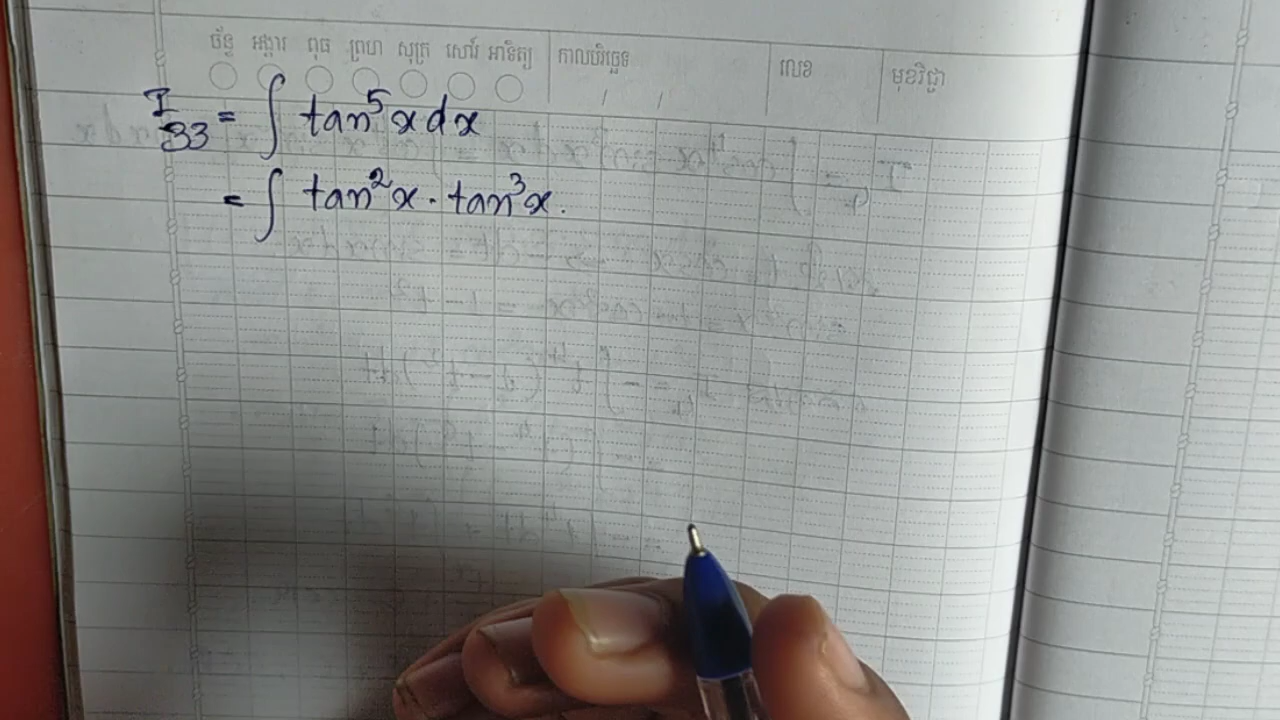 ច័ន្ទ អង្គារ ពុធ ព្រហ សុក្រ សៅរ៍ អាទិត្យ កាលបរិច្ឆេទ លេខ មុខវិជ្ជា
I₃₃ = ∫ tan⁵x dx
= ∫ tan²x · tan³x.